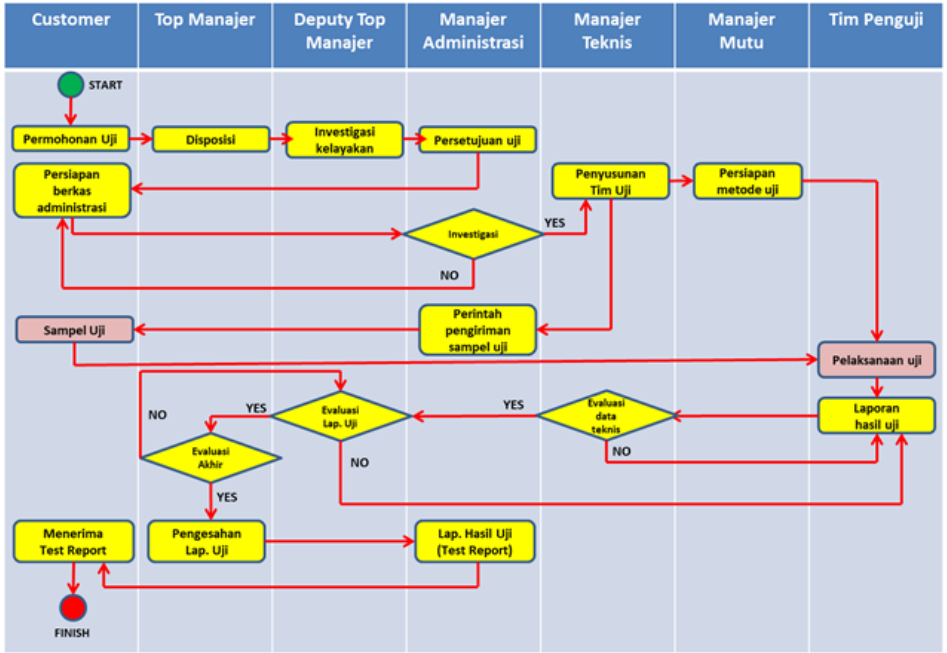 Customer
Top Manajer
Deputy Top
Manajer
Manajer
Administrasi
Manajer
Teknis
Manajer
Mutu
Tim Penguji
START
Permohonan Uji
Disposisi
Investigasi
kelayakan
Persetujuan uji
Persiapan
berkas
administrasi
Penyusunan
Tim Uji
Persiapan
metode uji
Investigasi
YES
NO
Perintah
pengiriman
sampel uji
Sampel Uji
Pelaksanaan uji
NO
YES
Evaluasi
Lap. Uji
YES
Evaluasi
data
teknis
Laporan
hasil uji
Evaluasi
Akhir
NO
NO
YES
Menerima
Test Report
Pengesahan
Lap. Uji
Lap. Hasil Uji
(Test Report)
FINISH